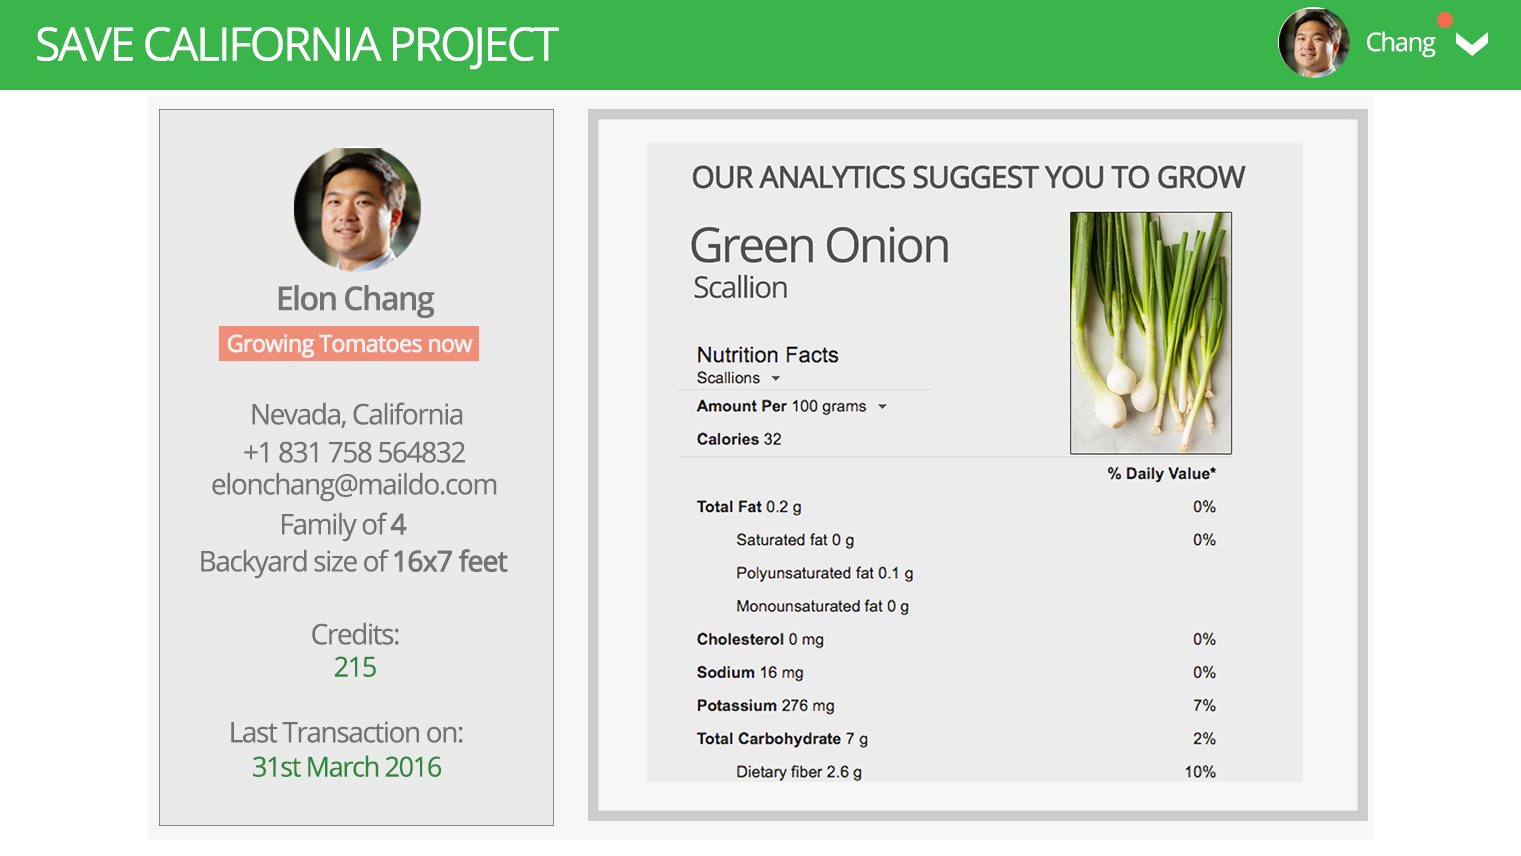 SAVE CALIFORNIA PROJECT
Chang
Elon Chang
Growing Tomatoes now
Nevada, California
+1 831 758 564832
elonchang@maildo.com
Family of 4
Backyard size of 16x7 feet
Credits:
215
Last Transaction on:
31st March 2016
OUR ANALYTICS SUGGEST YOU TO GROW
Green Onion
Scallion
Nutrition Facts
Scallions
Amount Per 100 grams
Calories 32
% Daily Value*
Total Fat 0.2 g 0%
Saturated fat 0 g 0%
Polyunsaturated fat 0.1 g
Monounsaturated fat 0 g
Cholesterol 0 mg 0%
Sodium 16 mg 0%
Potassium 276 mg 7%
Total Carbohydrate 7 g 2%
Dietary fiber 2.6 g 10%